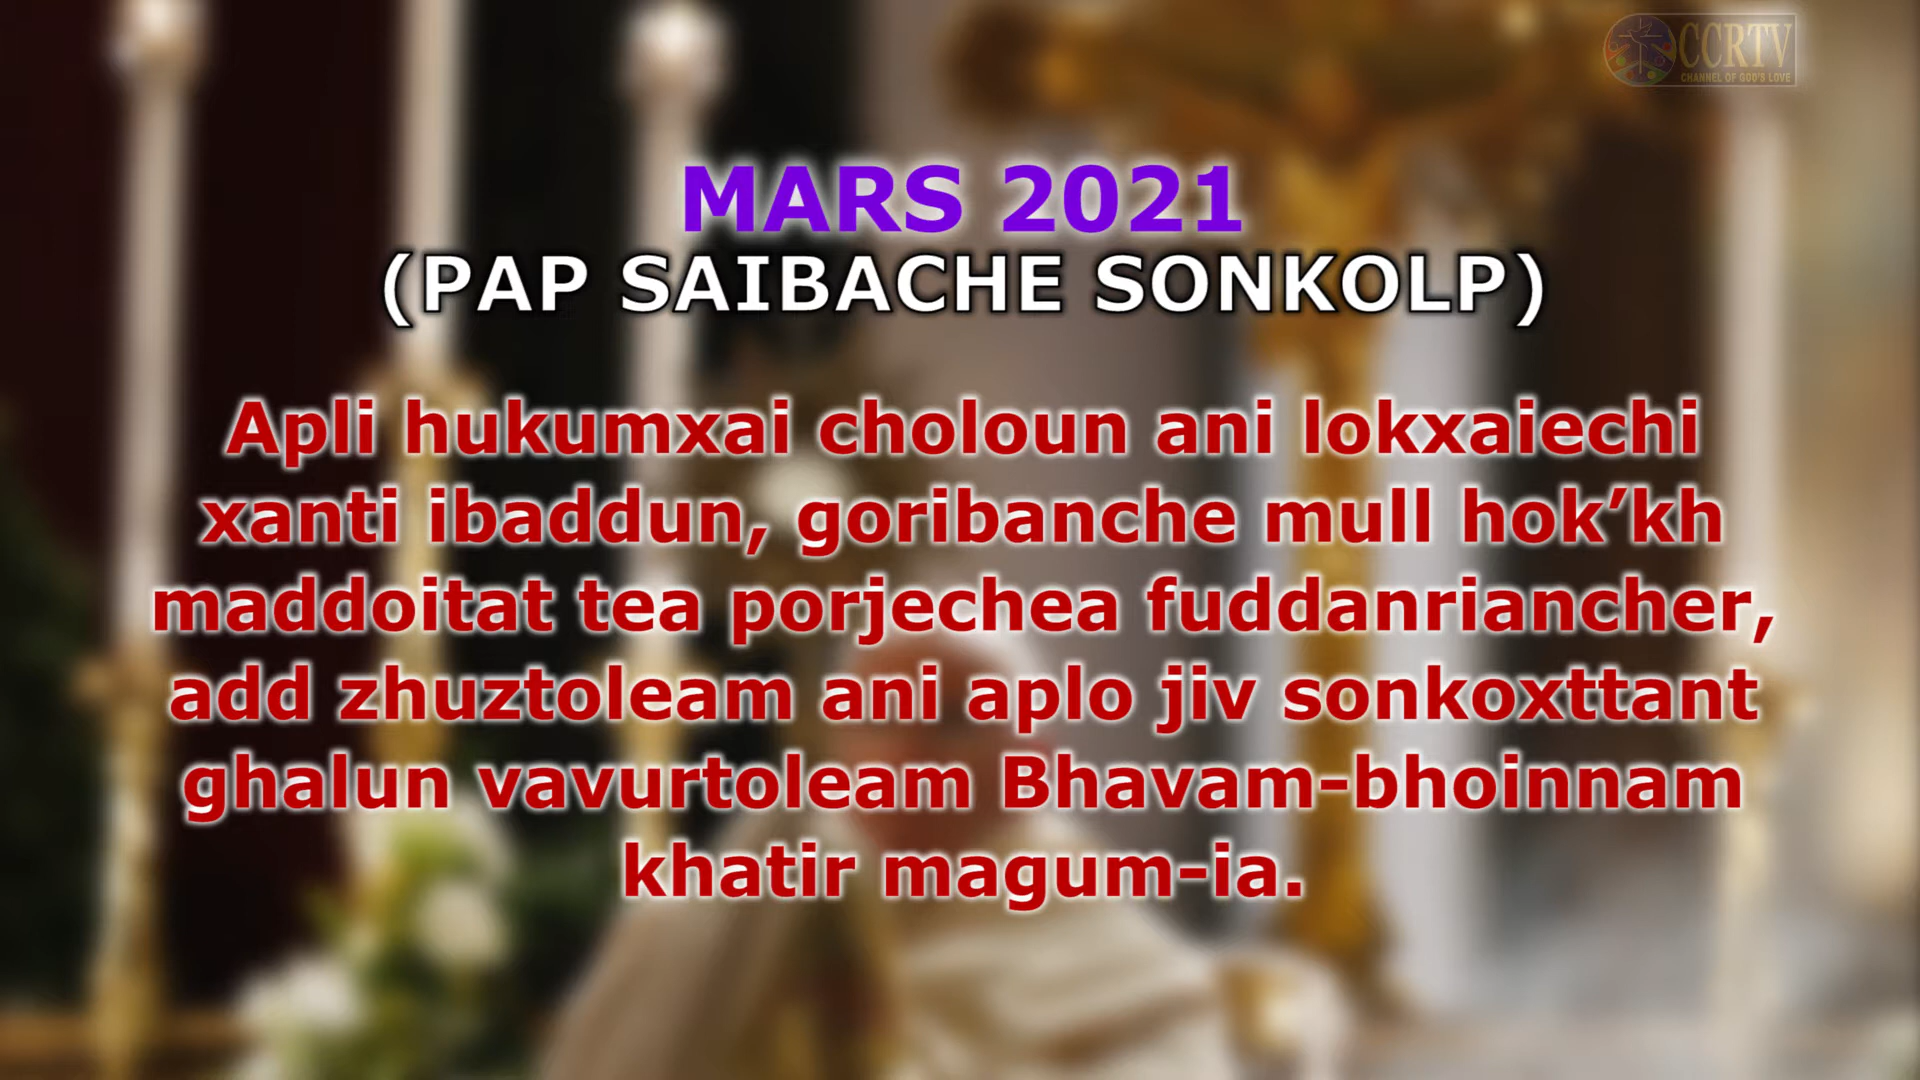 CCRTV
CHANNEL OF GOD'S LOVE
MARS 2021
(PAP SAIBACHE SONKOLP)
Apli hukumxai choloun ani lokxaiechi
xanti ibaddun, goribanche mull hok’kh
maddoitat tea porjechea fuddanriancher,
add zhuztoleam ani aplo jiv sonkoxttant
ghalun vavurtoleam Bhavam-bhoinnam
khatir magum-ia.